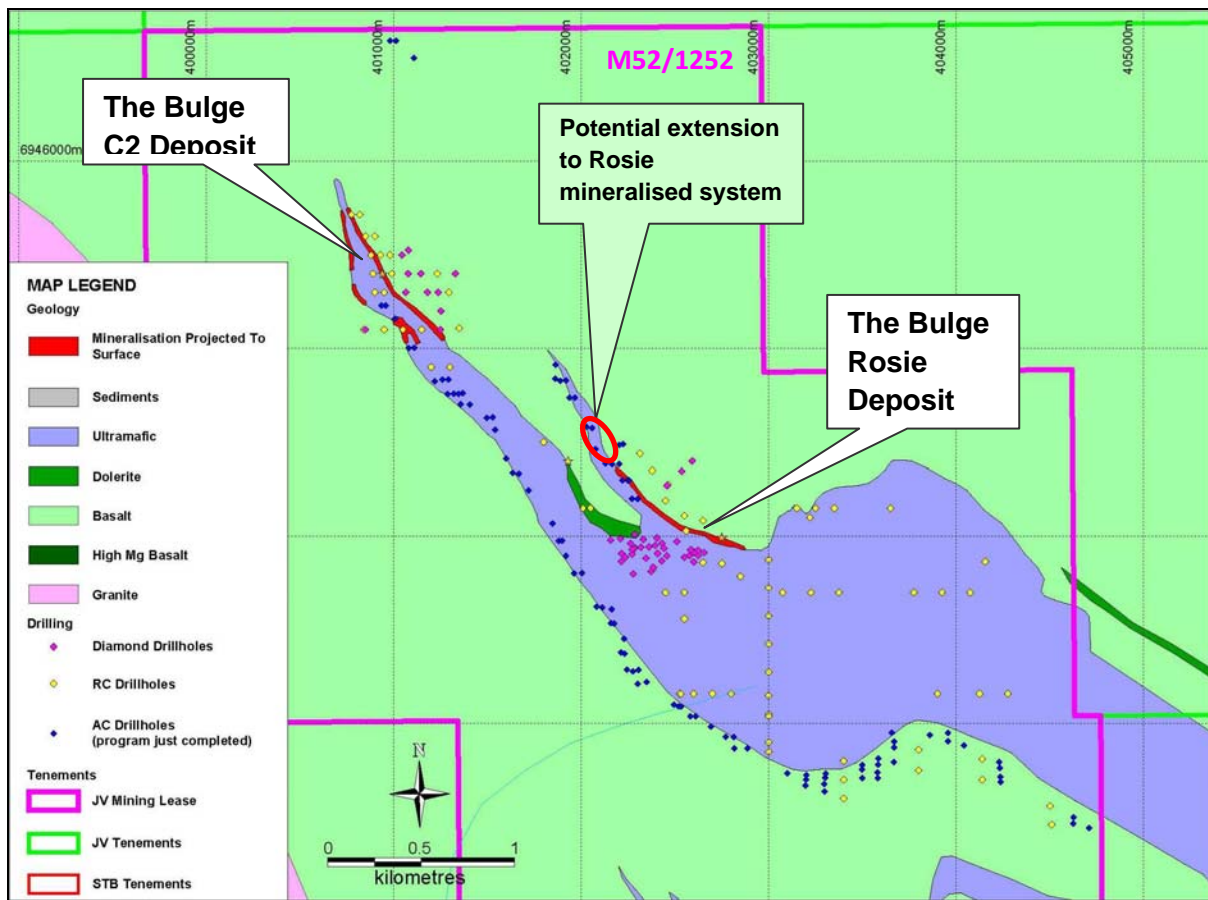 400000m
401000m
402000m
403000m
404000m
405000m
M52/1252
6946000m
The Bulge
C2 Deposit
Potential extension
to Rosie
mineralised system
The Bulge
Rosie
Deposit
MAP LEGEND
Geology
Mineralisation Projected To
Surface
Sediments
Ultramafic
Dolerite
Basalt
High Mg Basalt
Granite
Drilling
Diamond Drillholes
RC Drillholes
AC Drillholes
(program just completed)
Tenements
JV Mining Lease
JV Tenements
STB Tenements
N
0 0.5 1
kilometres